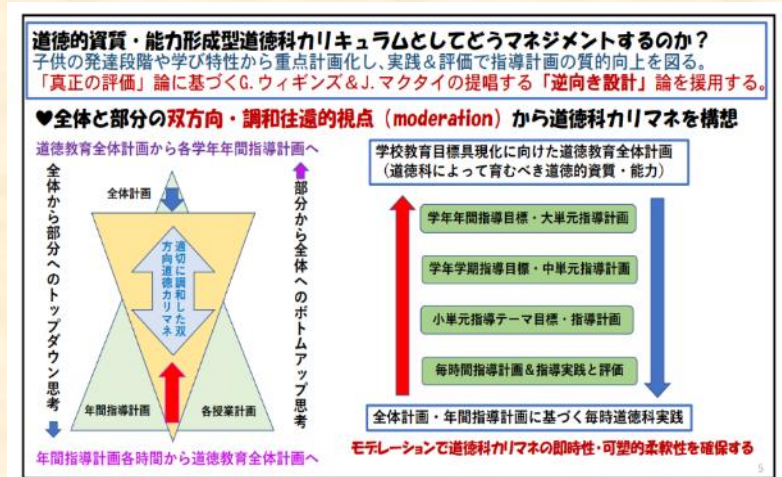 道徳的資質・能力形成型道徳科カリキュラムとしてどうマネジメントするのか？
子供の発達段階や学び特性から重点計画化し、実践＆評価で指導計画の質的向上を図る。
「真正の評価」論に基づくG.ウィギンズ＆J.マクタイの提唱する「逆向き設計」論を援用する。
♥全体と部分の双方向・調和往還的視点（moderation）から道徳科カリマネを構想
道徳教育全体計画から各学年年間指導計画へ
全体から部分へのトップダウン思考
全体計画
適切に調和した双
方向道徳カリマネ
年間指導計画
各授業計画
部分から全体へのボトムアップ思考
年間指導計画各時間から道徳教育全体計画へ
学校教育目標具現化に向けた道徳教育全体計画
（道徳科によって育むべき道徳的資質・能力）
学年年間指導目標・大単元指導計画
学年学期指導目標・中単元指導計画
小単元指導テーマ目標・指導計画
毎時間指導計画＆指導実践と評価
全体計画・年間指導計画に基づく毎時道徳科実践
モデレーションで道徳科カリマネの即時性・可塑的柔軟性を確保する
5